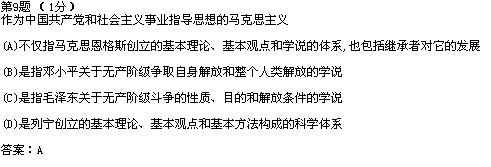 第9题 （1分）
作为中国共产党和社会主义事业指导思想的马克思主义
(A)不仅指马克思恩格斯创立的基本理论、基本观点和学说的体系,也包括继承者对它的发展
(B)是指邓小平关于无产阶级争取自身解放和整个人类解放的学说
(C)是指毛泽东关于无产阶级斗争的性质、目的和解放条件的学说
(D)是列宁创立的基本理论、基本观点和基本方法构成的科学体系
答案：A